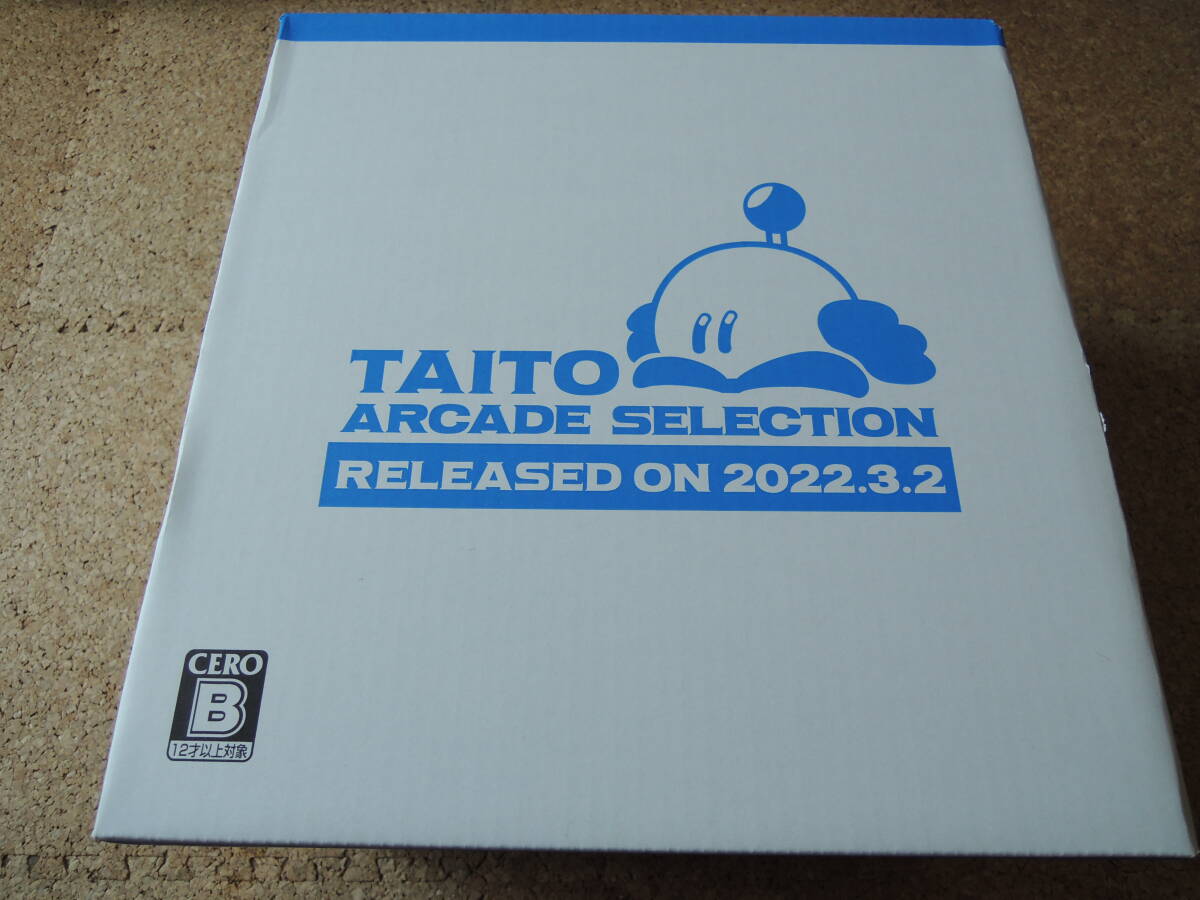 TAITO
ARCADE SELECTION
RELEASED ON 2022.3.2
CERO
B
12才以上対象